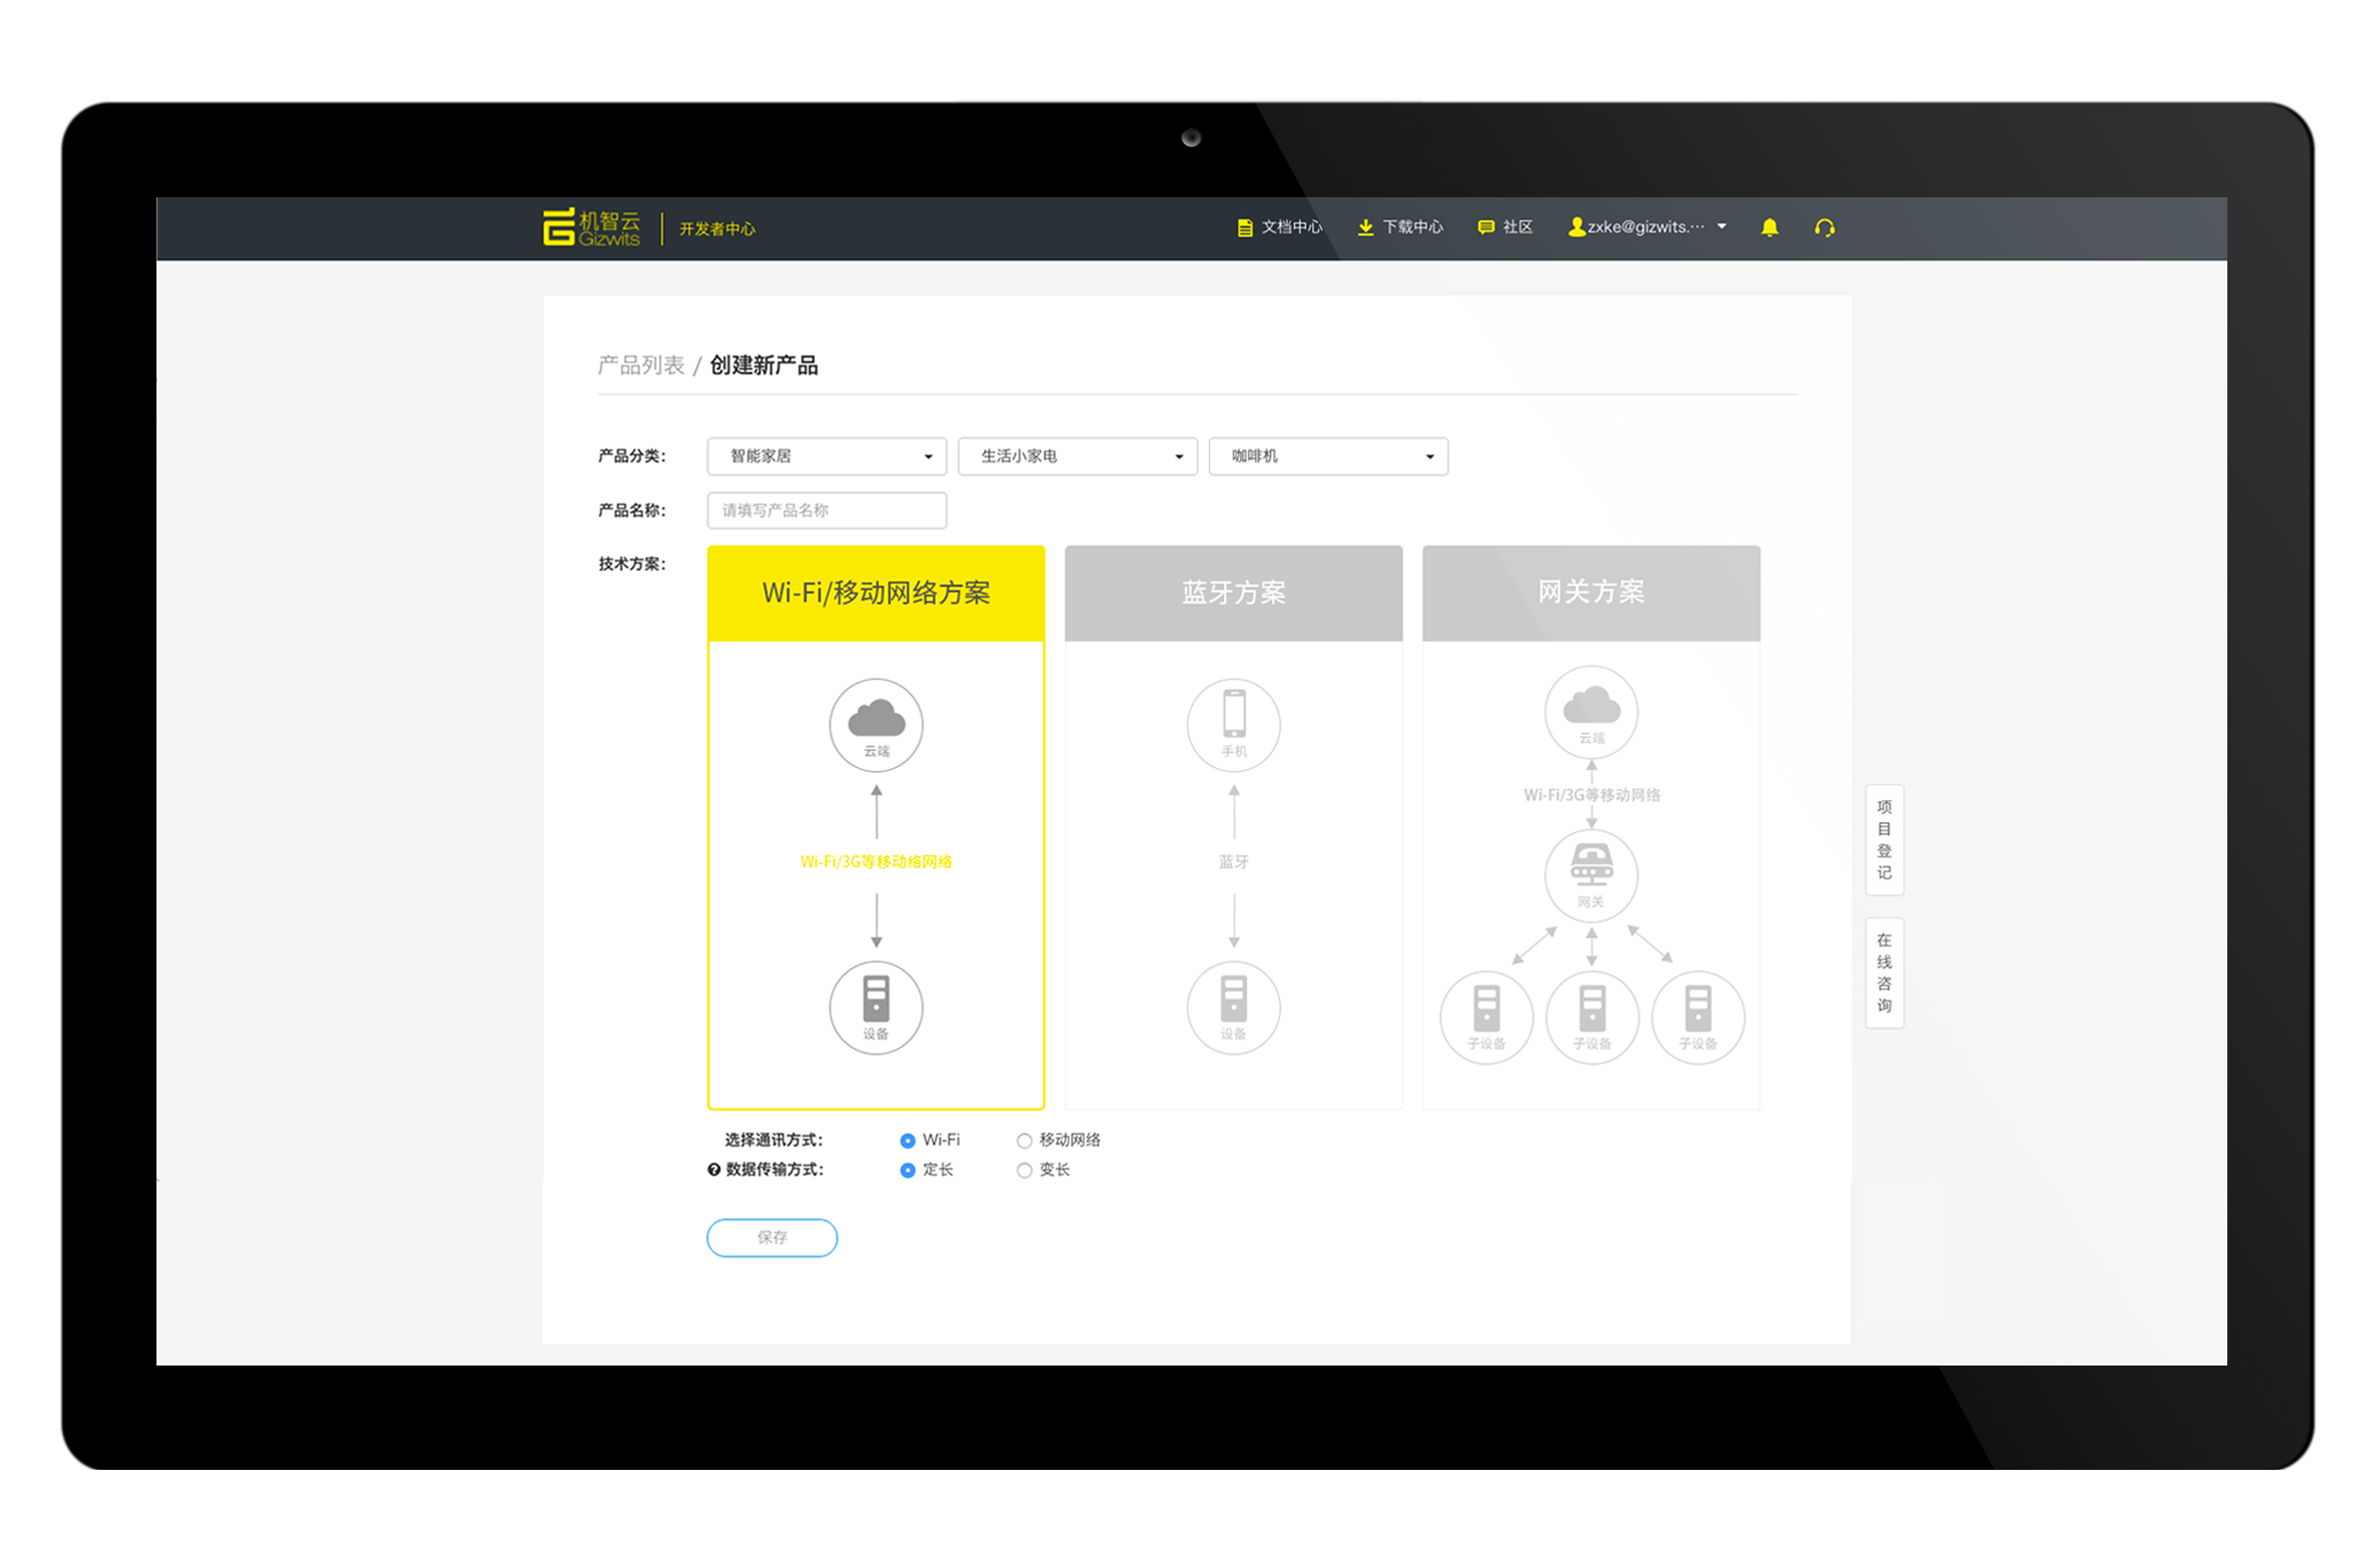 机智云 Gizwits 开发者中心 文档中心 下载中心 社区 zxke@gizwits.···
产品列表 / 创建新产品
产品分类： 智能家居 生活小家电 咖啡机
产品名称： 请填写产品名称
技术方案：
Wi-Fi/移动网络方案
云端
Wi-Fi/3G等移动络网络
设备
蓝牙方案
手机
蓝牙
设备
网关方案
云端
Wi-Fi/3G等移动网络
网关
子设备 子设备 子设备
选择通讯方式： Wi-Fi 移动网络
数据传输方式： 定长 变长
保存
项目登记
在线咨询